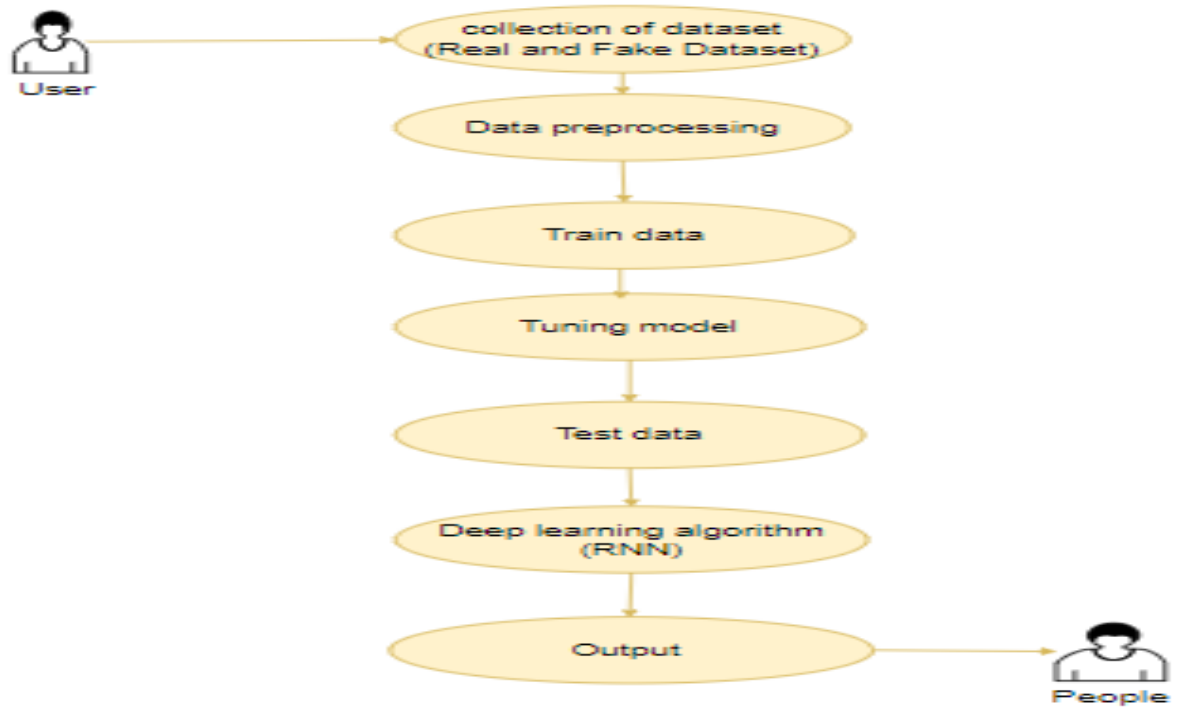 collection of dataset
(Real and Fake Dataset)
User
Data preprocessing
Train data
Tuning model
Test data
Deep learning algorithm
(RNN)
Output
People